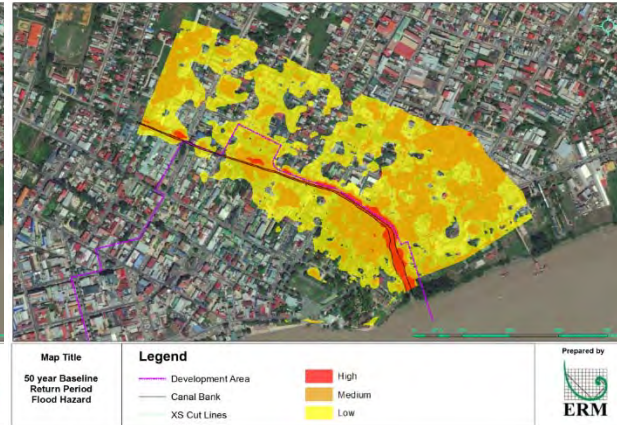 Map Title
50 year Baseline
Return Period
Flood Hazard
Legend
Development Area
Canal Bank
XS Cut Lines
High
Medium
Low
Prepared by
ERM